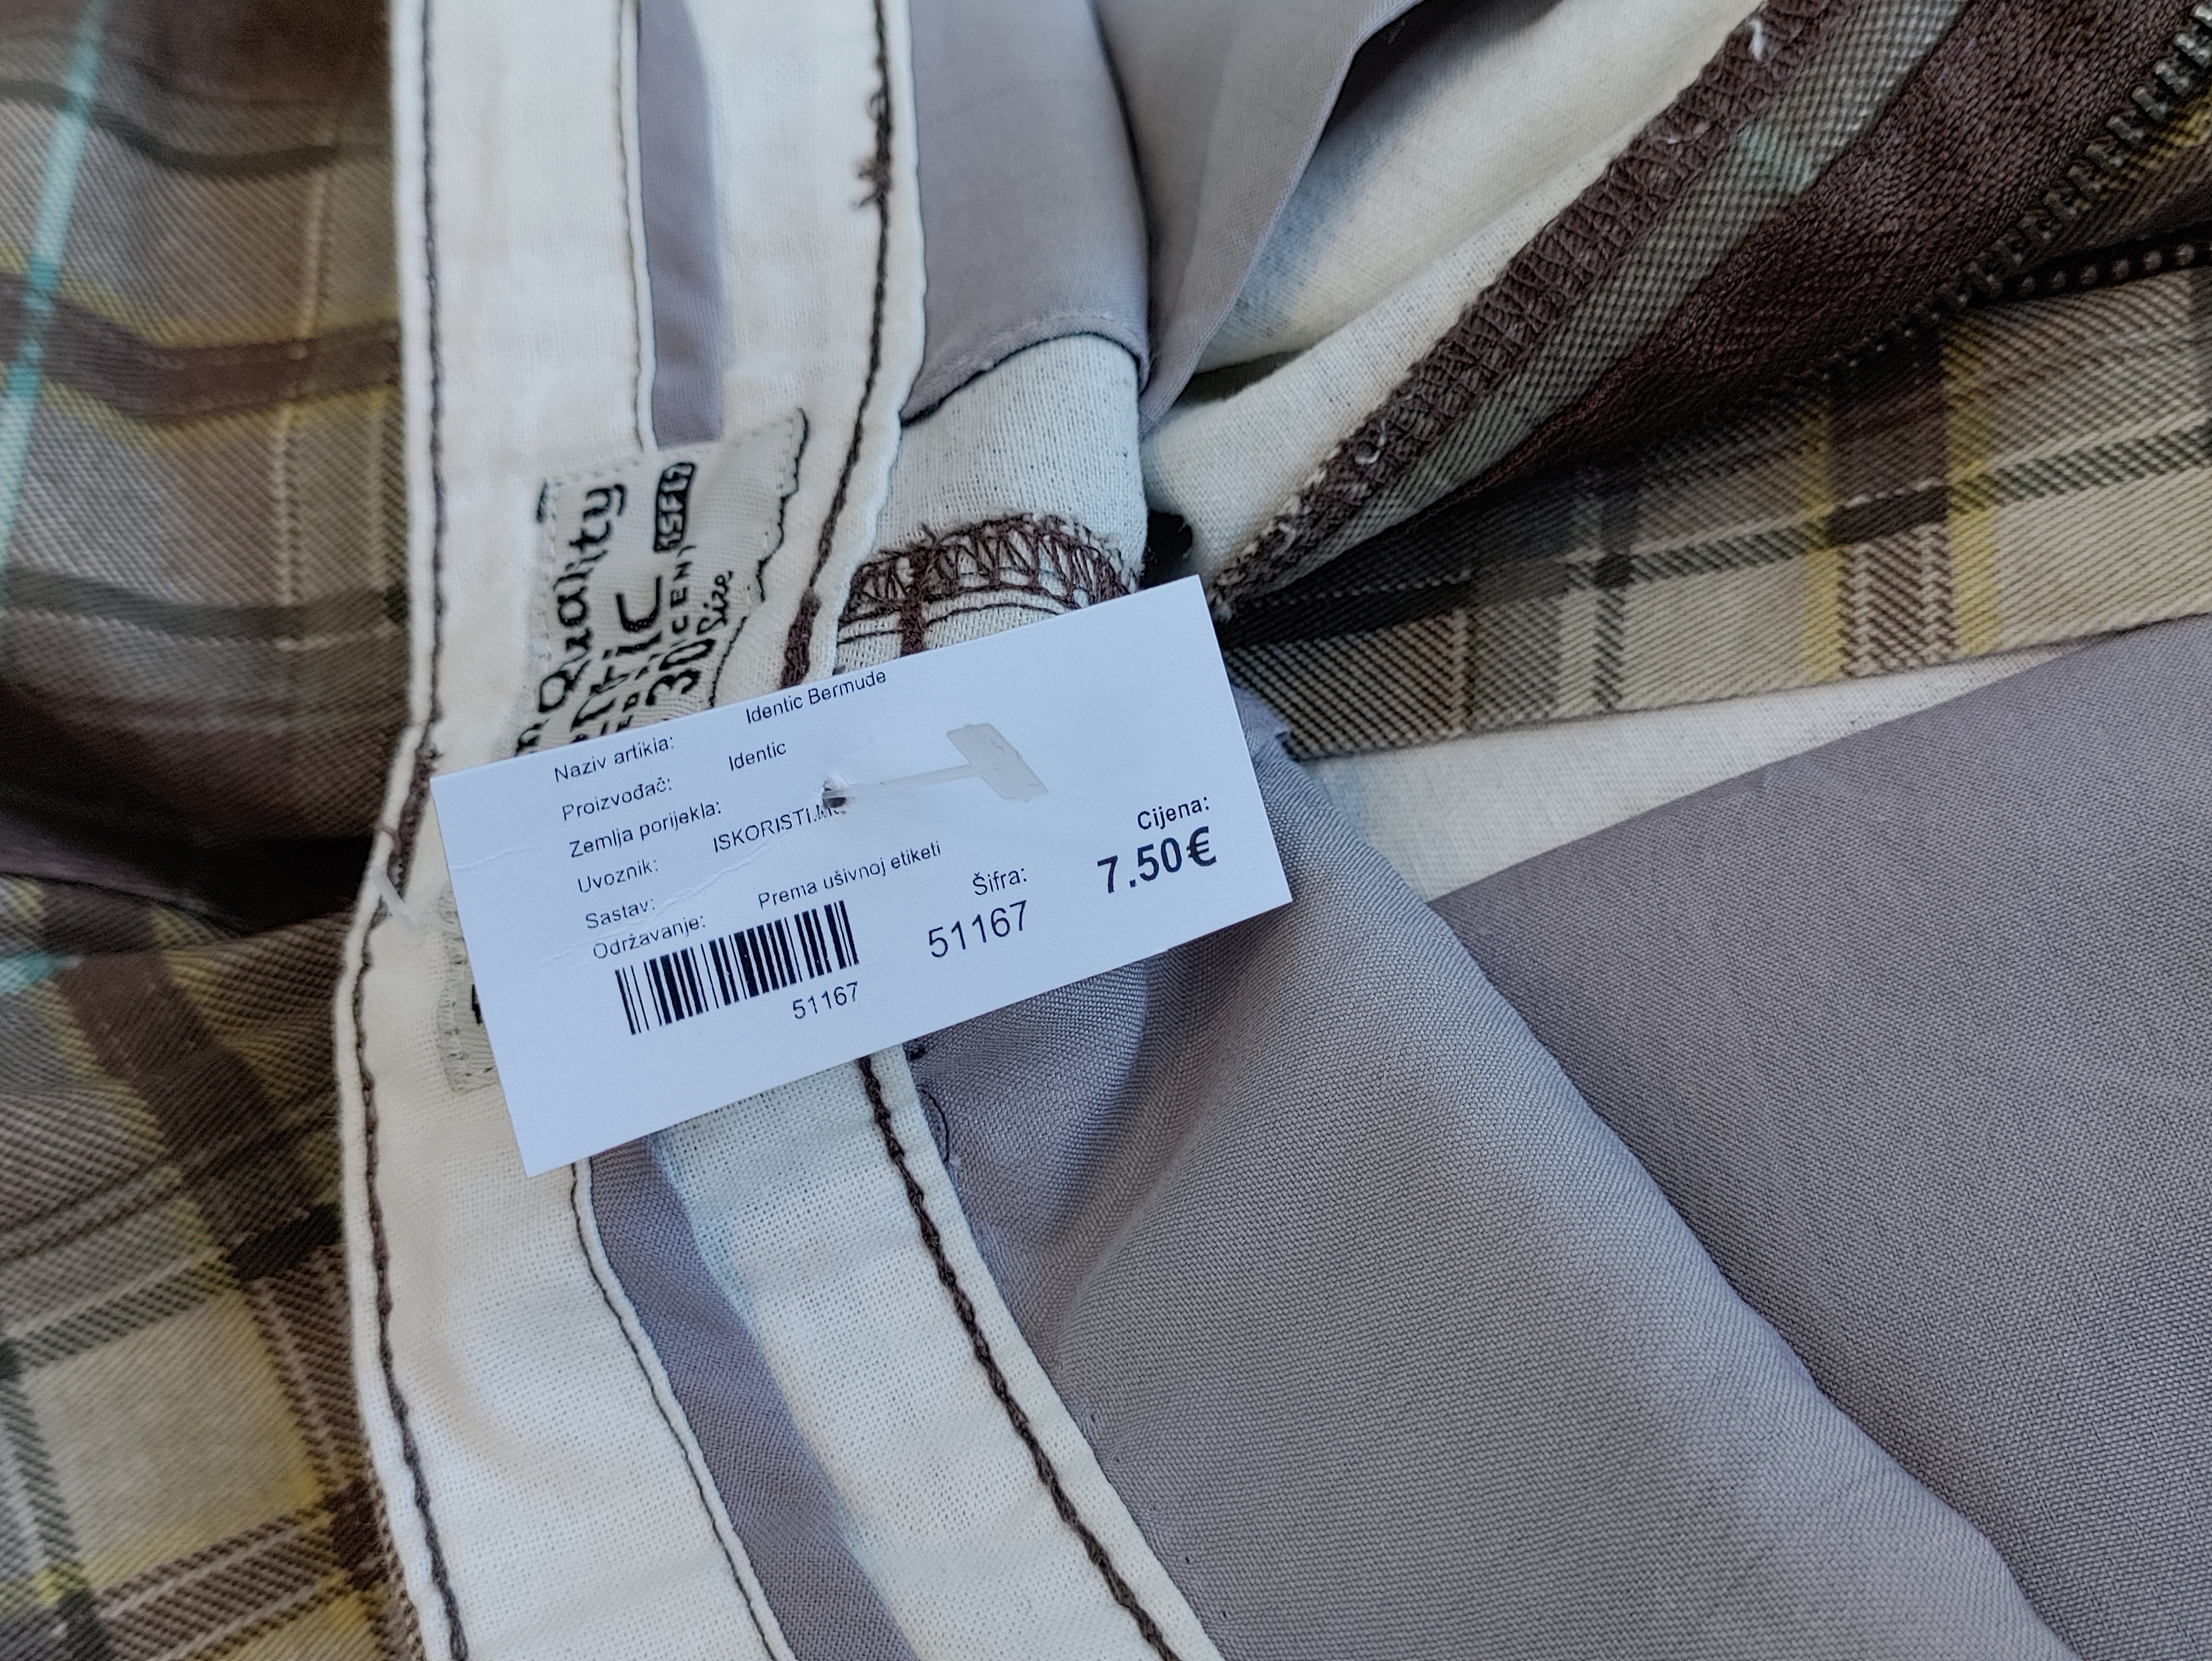 Quality
Size
30
Naziv artikla: Identic Bermude
Proizvođač: Identic
Zemlja porijekla:
Uvoznik: ISKORISTI.M
Sastav:
Održavanje: Prema ušivnoj etiketi
51167
Šifra:
51167
Cijena:
7.50€